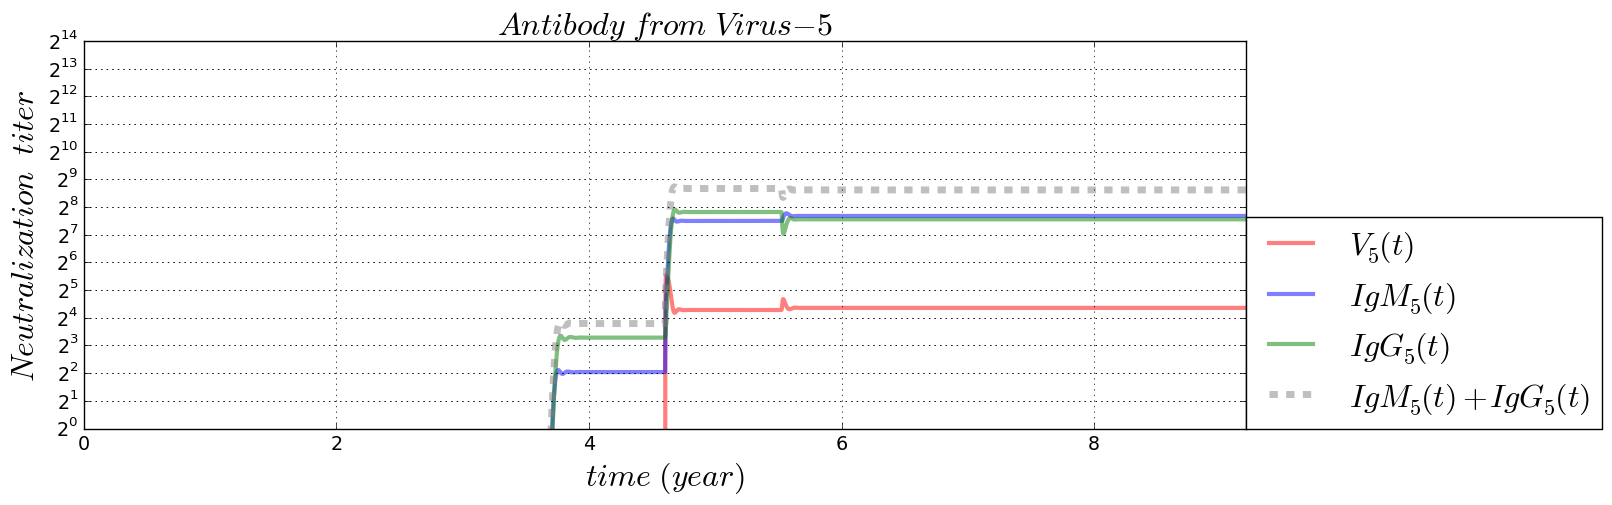 Antibody from Virus−5
2^14
2^13
2^12
2^11
2^10
2^9
2^8
2^7
2^6
2^5
2^4
2^3
2^2
2^1
2^0
Neutralization titer
0 2 4 6 8
time (year)
V_5(t)
IgM_5(t)
IgG_5(t)
IgM_5(t)+IgG_5(t)